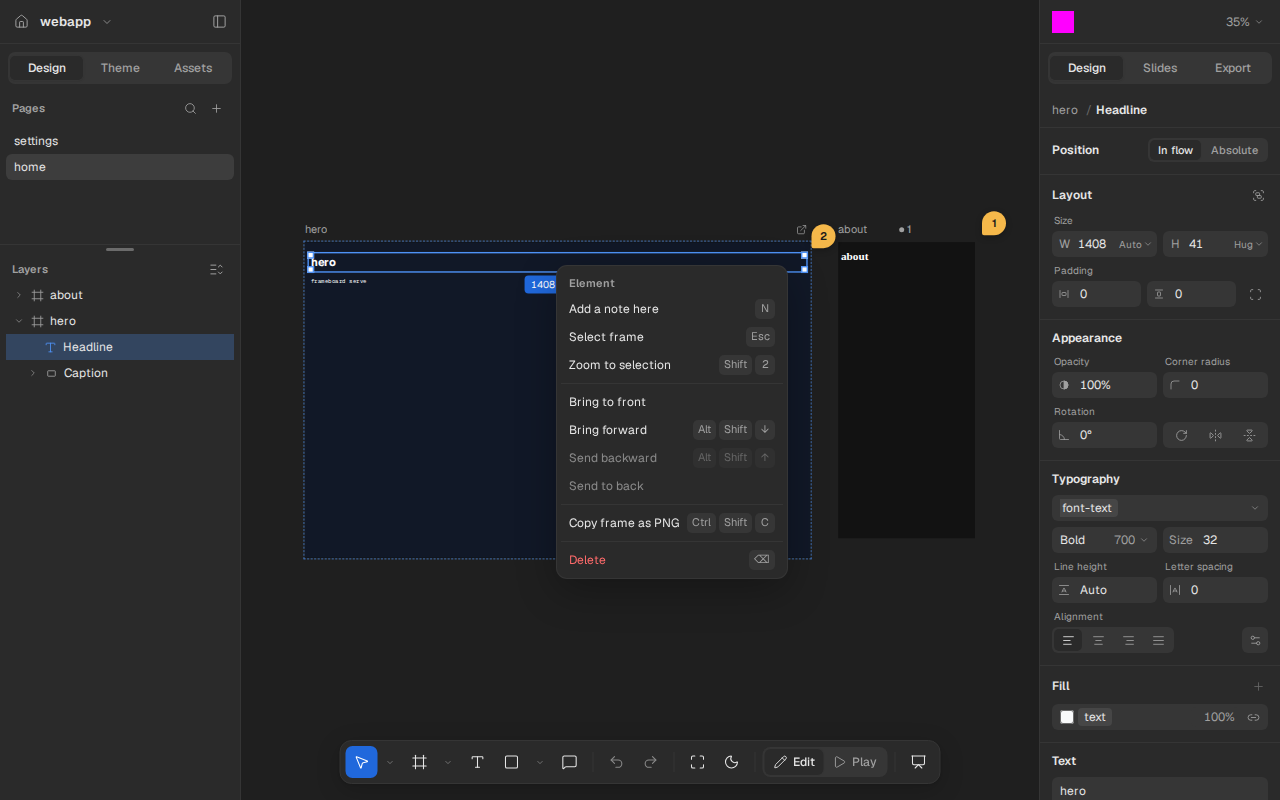 webapp
35%
Design Theme Assets
Design Slides Export
Pages
settings
home
hero / Headline
Position In flow Absolute
Layout
Size
W 1408 Auto H 41 Hug
Padding
0 0
Layers
about
hero
Headline
Caption
hero
2
about 1
1
hero
frameboard serve
1408
about
Element
Add a note here N
Select frame Esc
Zoom to selection Shift 2
Bring to front
Bring forward Alt Shift ↓
Send backward Alt Shift ↑
Send to back
Copy frame as PNG Ctrl Shift C
Delete ⌫
Appearance
Opacity Corner radius
100% 0
Rotation
0°
Typography
font-text
Bold 700 Size 32
Line height Letter spacing
Auto 0
Alignment
Fill
text 100%
Text
hero
Edit Play